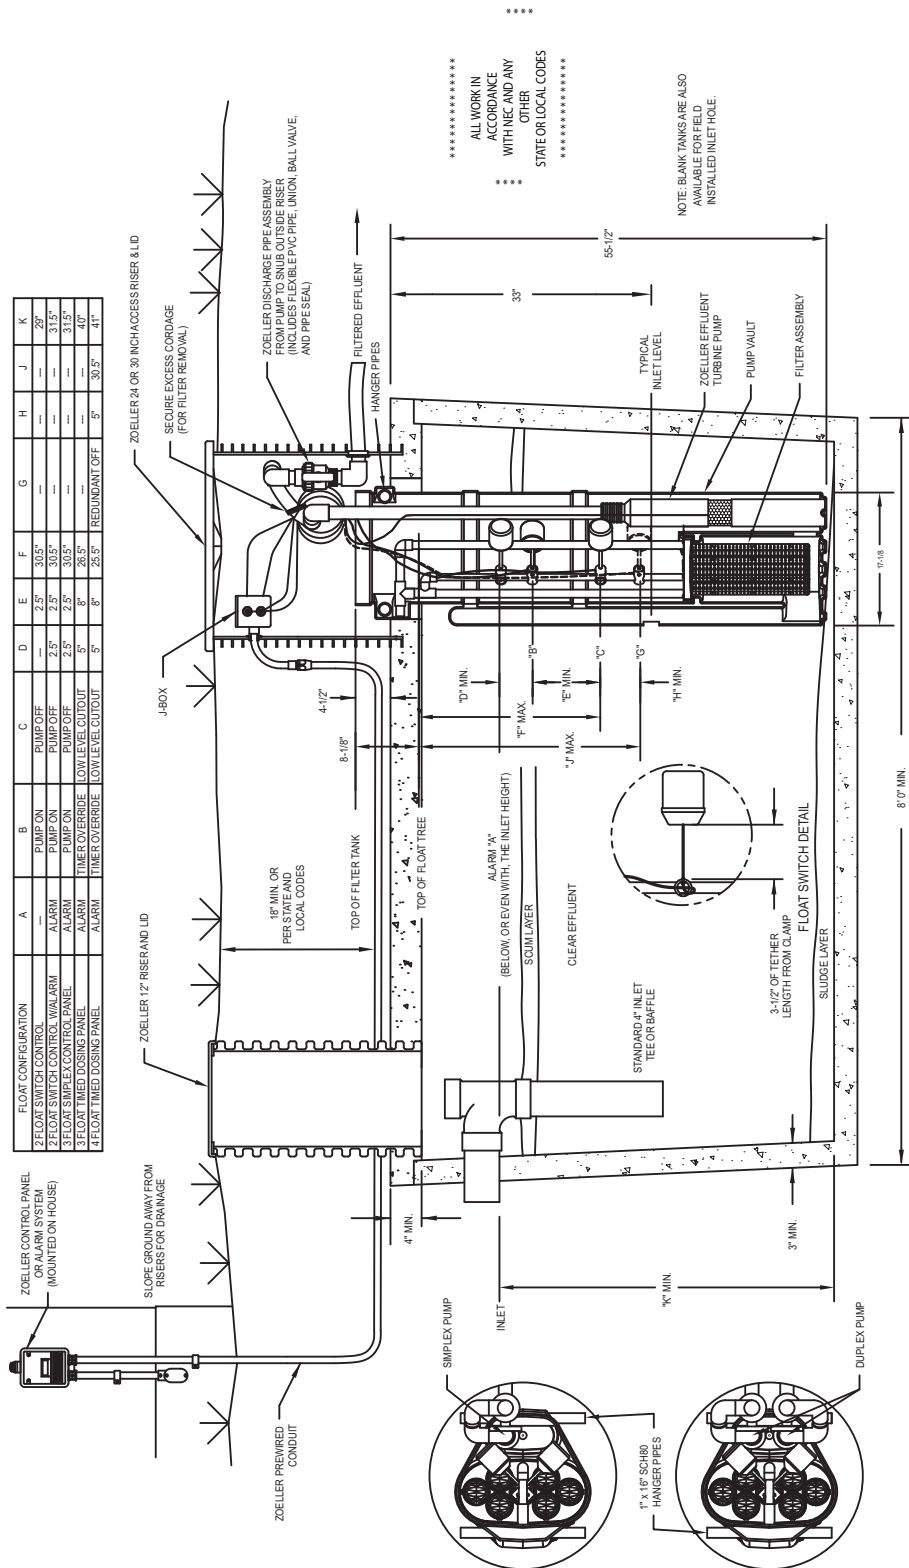 FLOAT CONFIGURATION A B C D E F G H J K
2 FLOAT SWITCH CONTROL --- PUMP ON PUMP OFF --- 2.5" 30.5" --- --- --- 29"
2 FLOAT SWITCH CONTROL W/ALARM ALARM PUMP ON PUMP OFF 2.5" 2.5" 30.5" --- --- --- 31.5"
3 FLOAT SIMPLEX CONTROL PANEL ALARM PUMP ON PUMP OFF 2.5" 2.5" 30.5" --- --- --- 31.5"
3 FLOAT TIMED DOSING PANEL ALARM TIMER OVERRIDE LOW LEVEL CUTOUT 5" 8" 26.5" --- --- --- 40"
4 FLOAT TIMED DOSING PANEL ALARM TIMER OVERRIDE LOW LEVEL CUTOUT 5" 8" 25.5" REDUNDANT OFF 5" 30.5" 41"
ZOELLER CONTROL PANEL
OR ALARM SYSTEM
(MOUNTED ON HOUSE)
SLOPE GROUND AWAY FROM
RISERS FOR DRAINAGE
ZOELLER PREWIRED
CONDUIT
ZOELLER 12" RISER AND LID
18" MIN. OR
PER STATE AND
LOCAL CODES
J-BOX
ZOELLER 24 OR 30 INCH ACCESS RISER & LID
SECURE EXCESS CORDAGE
(FOR FILTER REMOVAL)
ZOELLER DISCHARGE PIPE ASSEMBLY
FROM PUMP TO SNUB OUTSIDE RISER
(INCLUDES FLEXIBLE PVC PIPE, UNION, BALL VALVE,
AND PIPE SEAL)
FILTERED EFFLUENT
HANGER PIPES
4-1/2"
8-1/8"
TOP OF FILTER TANK
TOP OF FLOAT TREE
4" MIN.
INLET
"K" MIN.
3" MIN.
STANDARD 4" INLET
TEE OR BAFFLE
ALARM "A"
(BELOW, OR EVEN WITH, THE INLET HEIGHT)
SCUM LAYER
CLEAR EFFLUENT
"D" MIN.
"B"
"E" MIN.
"C"
"F" MAX.
"G"
"H" MIN.
"J" MAX.
3-1/2" OF TETHER
LENGTH FROM CLAMP
FLOAT SWITCH DETAIL
SLUDGE LAYER
33"
55-1/2"
TYPICAL
INLET LEVEL
ZOELLER EFFLUENT
TURBINE PUMP
PUMP VAULT
FILTER ASSEMBLY
17-1/8
8' 0" MIN.
SIMPLEX PUMP
DUPLEX PUMP
1" x 16" SCH80
HANGER PIPES
**************
ALL WORK IN
ACCORDANCE
WITH NEC AND ANY
OTHER
STATE OR LOCAL CODES
**************
****
****
NOTE: BLANK TANKS ARE ALSO
AVAILABLE FOR FIELD
INSTALLED INLET HOLE.